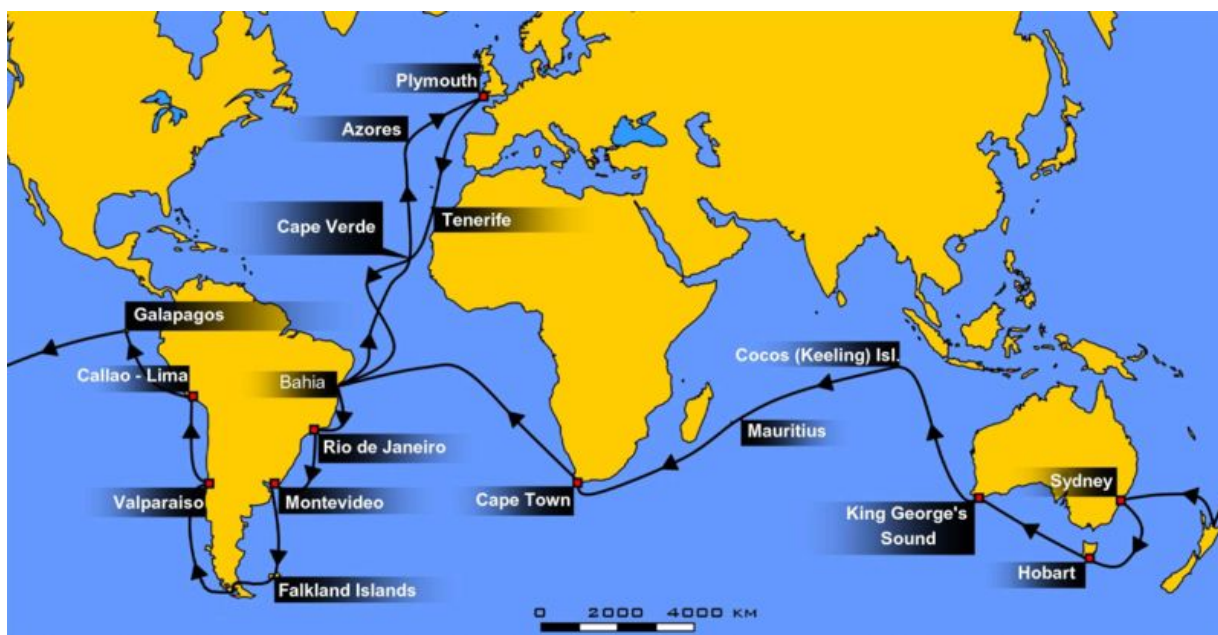 Plymouth
Azores
Cape Verde
Tenerife
Galapagos
Callao - Lima
Bahia
Cocos (Keeling) Isl.
Rio de Janeiro
Mauritius
Valparaiso
Montevideo
Cape Town
Sydney
King George's
Sound
Hobart
Falkland Islands
0 2000 4000 KM